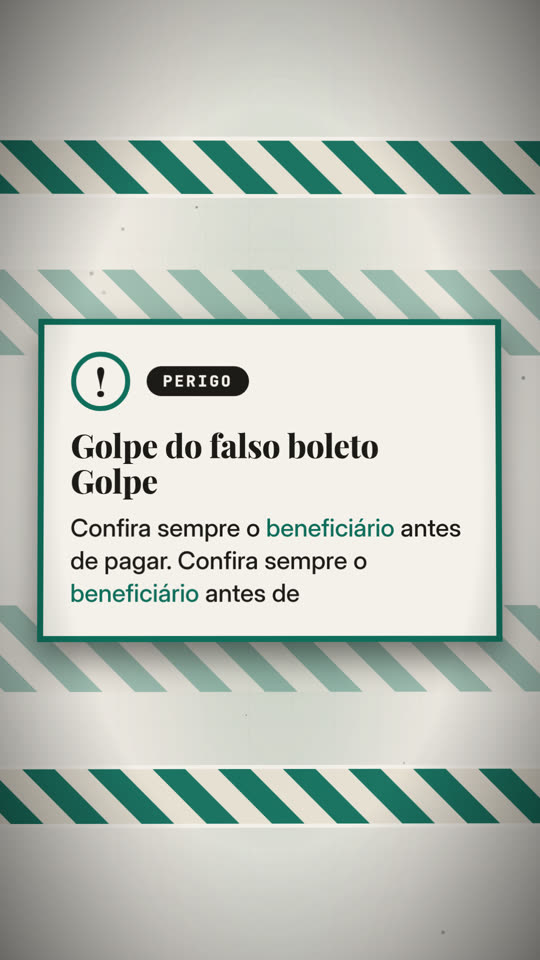 !
PERIGO
Golpe do falso boleto
Golpe
Confira sempre o beneficiário antes
de pagar. Confira sempre o
beneficiário antes de